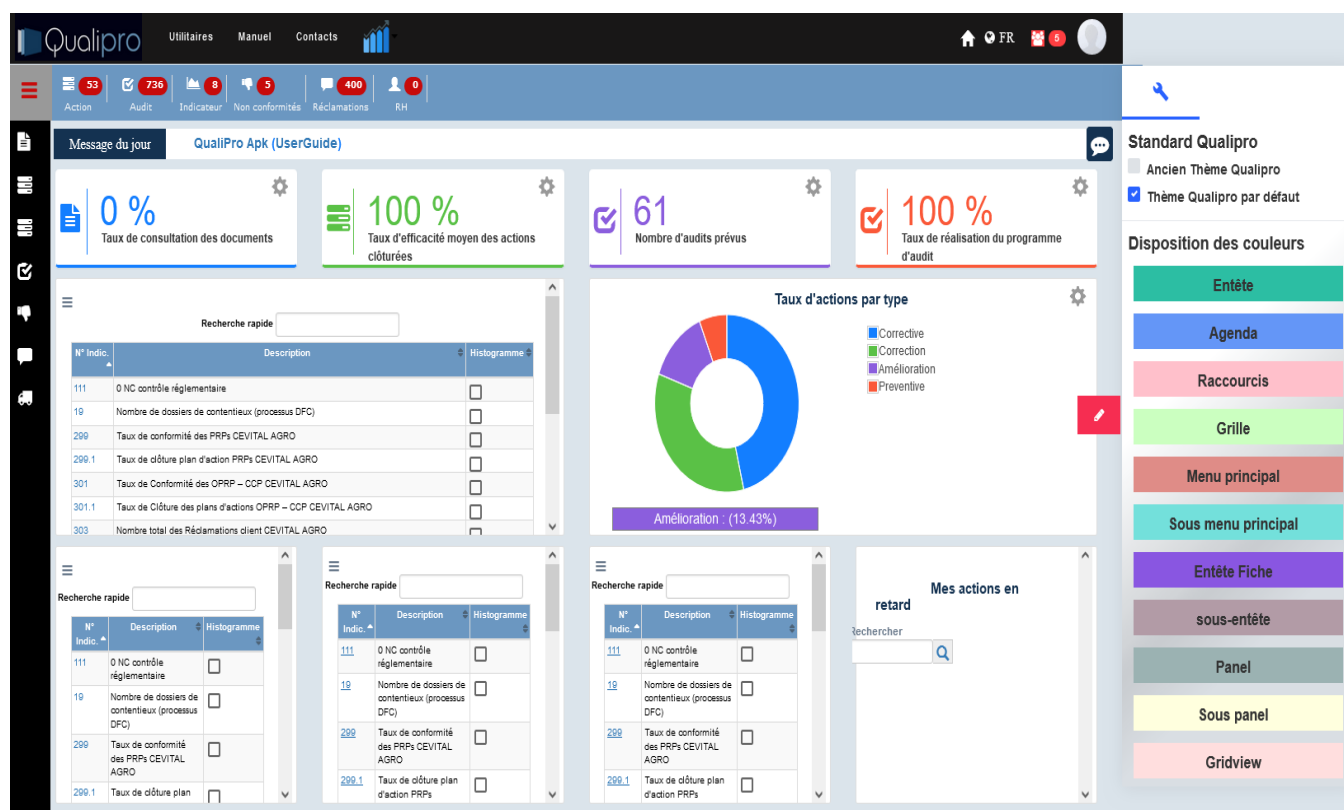 Qualipro
Utilitaires
Manuel
Contacts
FR
5
53
Action
736
Audit
8
Indicateur
5
Non conformités
400
Réclamations
0
RH
Message du jour
QualiPro Apk (UserGuide)
0 %
Taux de consultation des documents
100 %
Taux d'efficacité moyen des actions
clôturées
61
Nombre d'audits prévus
100 %
Taux de réalisation du programme
d'audit
Recherche rapide
N° Indic.
Description
Histogramme
111 0 NC contrôle réglementaire
19 Nombre de dossiers de contentieux (processus DFC)
299 Taux de conformité des PRPs CEVITAL AGRO
299.1 Taux de clôture plan d'action PRPs CEVITAL AGRO
301 Taux de Conformité des OPRP – CCP CEVITAL AGRO
301.1 Taux de Clôture des plans d'actions OPRP – CCP CEVITAL AGRO
303 Nombre total des Réclamations client CEVITAL AGRO
Taux d'actions par type
Corrective
Correction
Amélioration
Preventive
Amélioration : (13.43%)
Recherche rapide
N°
Indic.
Description
Histogramme
111 0 NC contrôle
réglementaire
19 Nombre de dossiers de
contentieux (processus
DFC)
299 Taux de conformité
des PRPs CEVITAL
AGRO
299.1 Taux de clôture plan
Recherche rapide
N°
Indic.
Description
Histogramme
111 0 NC contrôle
réglementaire
19 Nombre de dossiers de
contentieux (processus
DFC)
299 Taux de conformité
des PRPs CEVITAL
AGRO
299.1 Taux de clôture plan
d'action PRPs
Recherche rapide
N°
Indic.
Description
Histogramme
111 0 NC contrôle
réglementaire
19 Nombre de dossiers de
contentieux (processus
DFC)
299 Taux de conformité
des PRPs CEVITAL
AGRO
299.1 Taux de clôture plan
d'action PRPs
Mes actions en
retard
Rechercher
Standard Qualipro
Ancien Thème Qualipro
Thème Qualipro par défaut
Disposition des couleurs
Entête
Agenda
Raccourcis
Grille
Menu principal
Sous menu principal
Entête Fiche
sous-entête
Panel
Sous panel
Gridview